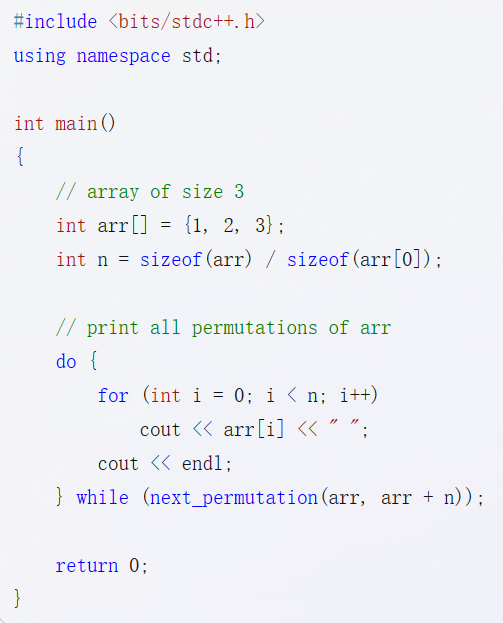 #include <bits/stdc++.h>
using namespace std;

int main()
{
    // array of size 3
    int arr[] = {1, 2, 3};
    int n = sizeof(arr) / sizeof(arr[0]);

    // print all permutations of arr
    do {
        for (int i = 0; i < n; i++)
            cout << arr[i] << " ";
        cout << endl;
    } while (next_permutation(arr, arr + n));

    return 0;
}